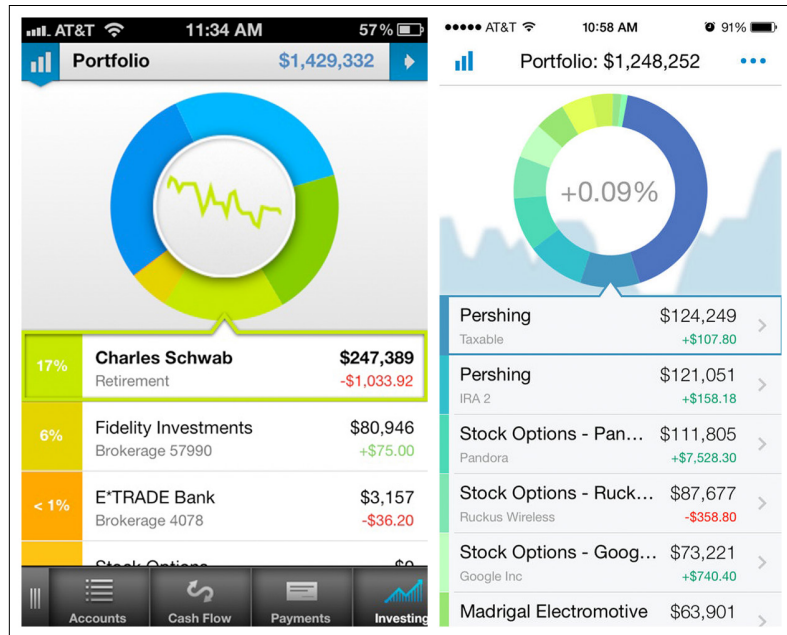 AT&T 11:34 AM 57%
Portfolio $1,429,332
17% Charles Schwab $247,389
Retirement -$1,033.92
6% Fidelity Investments $80,946
Brokerage 57990 +$75.00
< 1% E*TRADE Bank $3,157
Brokerage 4078 -$36.20
Stock Options $0
Accounts Cash Flow Payments Investing
AT&T 10:58 AM 91%
Portfolio: $1,248,252
+0.09%
Pershing $124,249
Taxable +$107.80
Pershing $121,051
IRA 2 +$158.18
Stock Options - Pan... $111,805
Pandora +$7,528.30
Stock Options - Ruck... $87,677
Ruckus Wireless -$358.80
Stock Options - Goog... $73,221
Google Inc +$740.40
Madrigal Electromotive $63,901